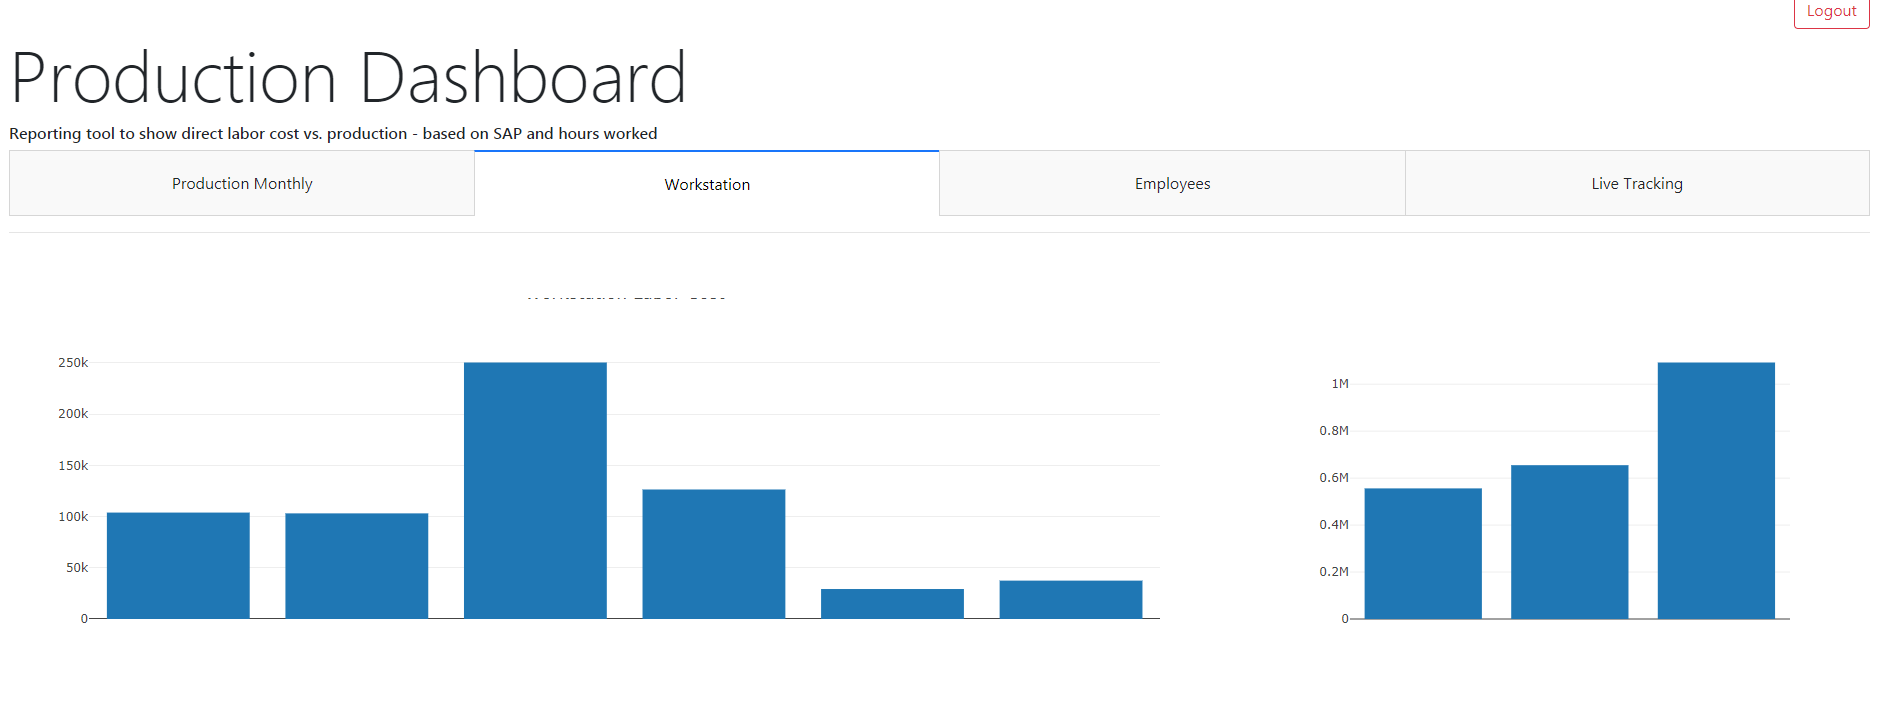 Logout
Production Dashboard
Reporting tool to show direct labor cost vs. production - based on SAP and hours worked
Production Monthly
Workstation
Employees
Live Tracking
250k
200k
150k
100k
50k
0
1M
0.8M
0.6M
0.4M
0.2M
0